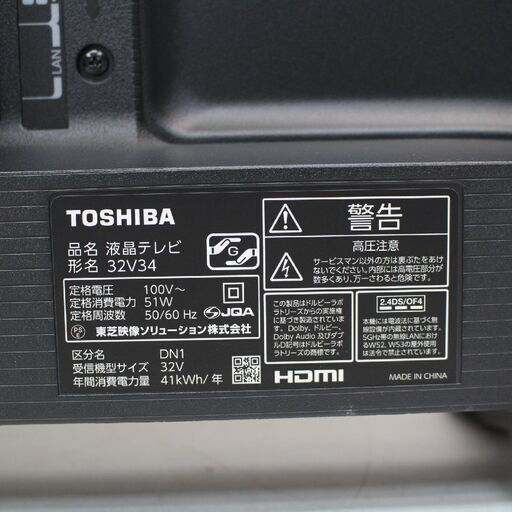 LAN
TOSHIBA
品名 液晶テレビ
形名 32V34
G
定格電圧 100V～
定格消費電力 51W
定格周波数 50/60 Hz
JQA
PS
E
東芝映像ソリューション株式会社
区分名 DN1
受信機型サイズ 32V
年間消費電力量 41kWh/年
警告
高圧注意
サービスマン以外の方は裏ぶたをあけないでください。内部には高電圧部分が数多くあり、万一さわると危険です。
この製品はドルビーラボラトリーズからの実施権に基づき製造されています。Dolby、ドルビー、Dolby Audio 及びダブルD記号はドルビーラボラトリーズの商標です。
2.4DS/OF4
この機種には電波法に基づく無線設備が内蔵されています。
5GHz帯の無線LANにおけるW52、W53の屋外使用は法令で禁止されています。
HDMI
MADE IN CHINA